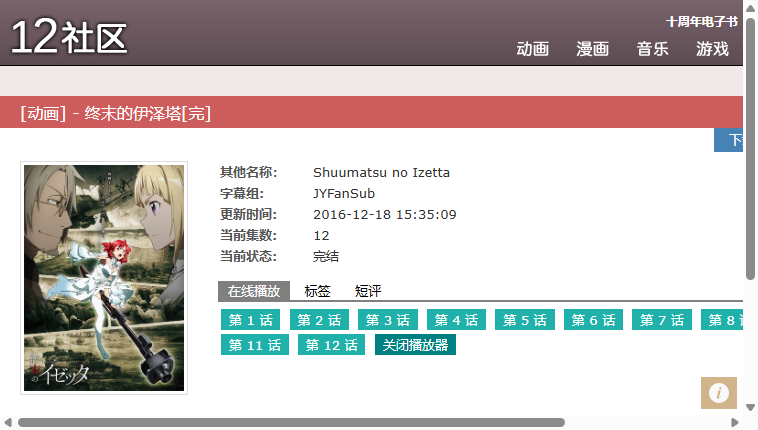 12社区
十周年电子书
动画 漫画 音乐 游戏
[动画] - 终末的伊泽塔[完]
其他名称: Shuumatsu no Izetta
字幕组: JYFanSub
更新时间: 2016-12-18 15:35:09
当前集数: 12
当前状态: 完结
在线播放 标签 短评
第 1 话 第 2 话 第 3 话 第 4 话 第 5 话 第 6 话 第 7 话 第 8
第 11 话 第 12 话 关闭播放器
終末のイゼッタ